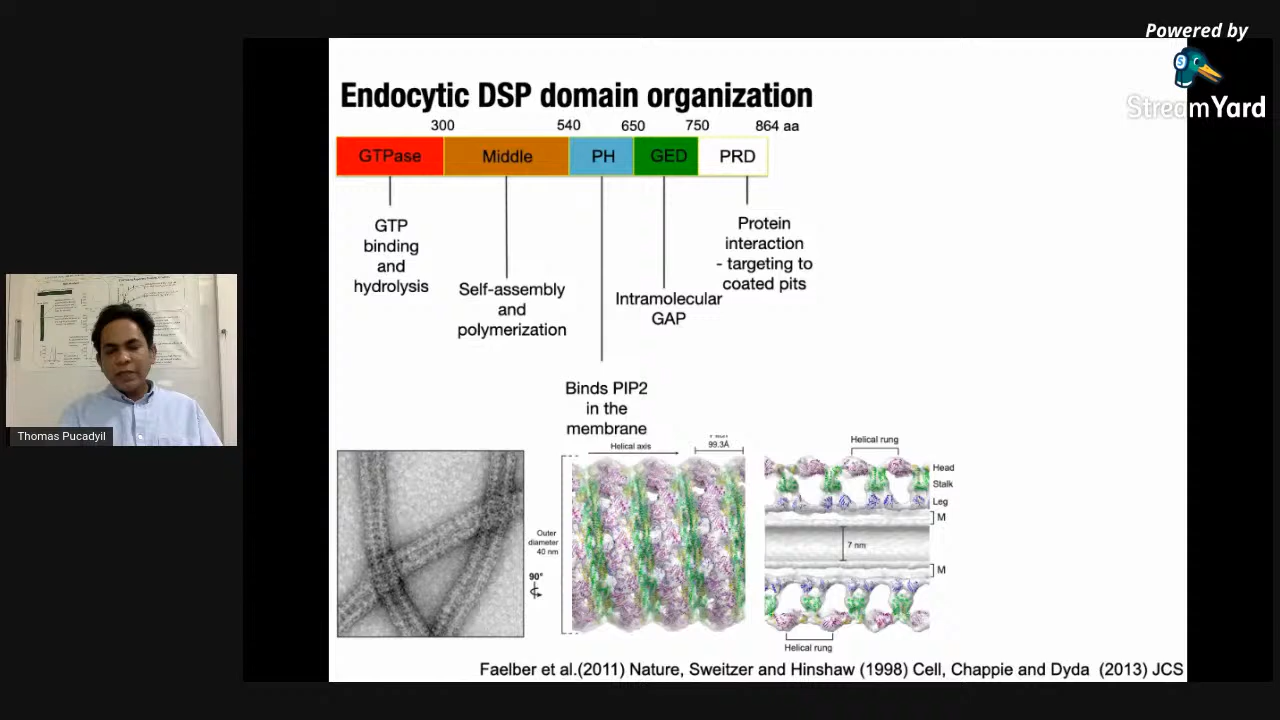 Powered by
StreamYard
Endocytic DSP domain organization
300 540 650 750 864 aa
GTPase Middle PH GED PRD
GTP
binding
and
hydrolysis
Self-assembly
and
polymerization
Binds PIP2
in the
membrane
Intramolecular
GAP
Protein
interaction
- targeting to
coated pits
Thomas Pucadyil
Helical axis
99.3Å
Outer
diameter
40 nm
90°
Helical rung
Head
Stalk
Leg
M
7 nm
M
Helical rung
Faelber et al.(2011) Nature, Sweitzer and Hinshaw (1998) Cell, Chappie and Dyda (2013) JCS